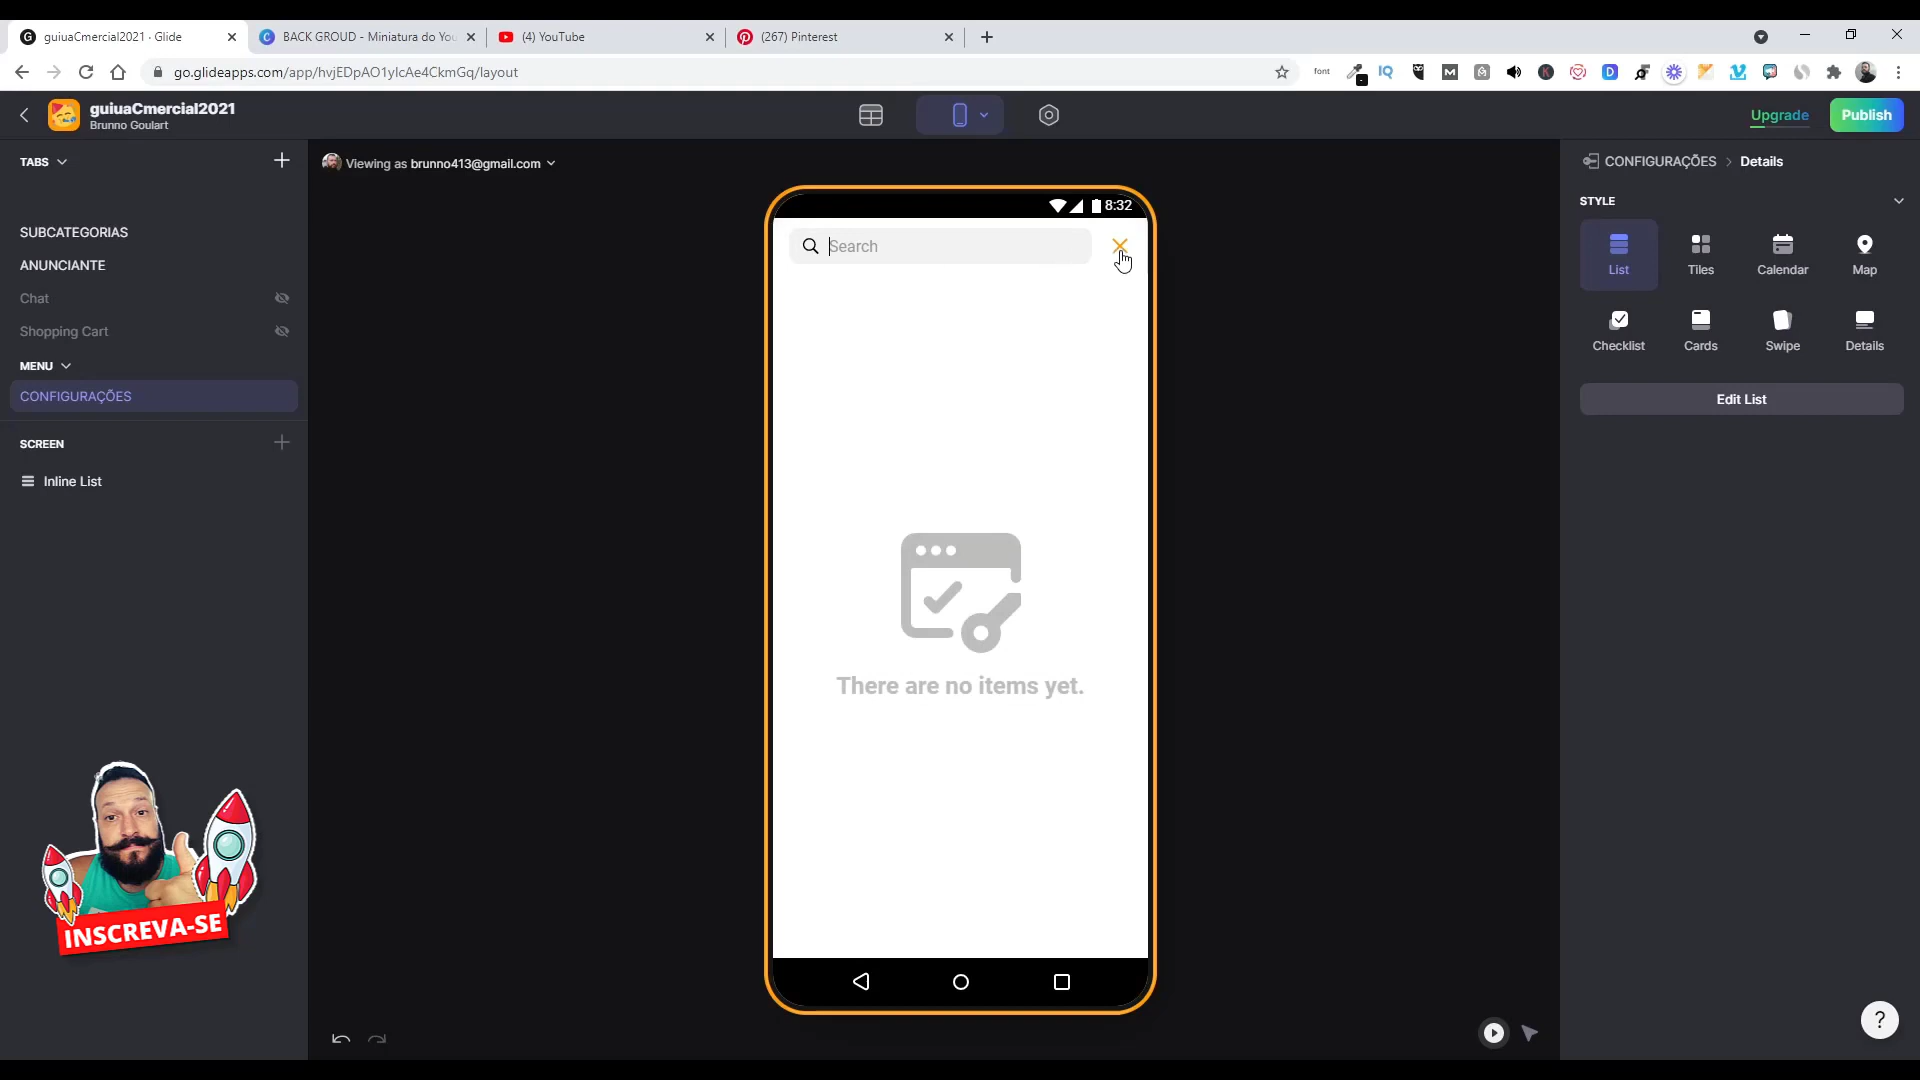 guiuaCmercial2021 - Glide
BACK GROUD - Miniatura do You
(4) YouTube
(267) Pinterest
go.glideapps.com/app/hvjEDpAO1ylcAe4CkmGq/layout
font
guiuaCmercial2021
Brunno Goulart
Upgrade
Publish
TABS
Viewing as brunno413@gmail.com
CONFIGURAÇÕES > Details
8:32
STYLE
SUBCATEGORIAS
ANUNCIANTE
Chat
Shopping Cart
MENU
CONFIGURAÇÕES
SCREEN
Inline List
Search
There are no items yet.
List
Tiles
Calendar
Map
Checklist
Cards
Swipe
Details
Edit List
INSCREVA-SE
?